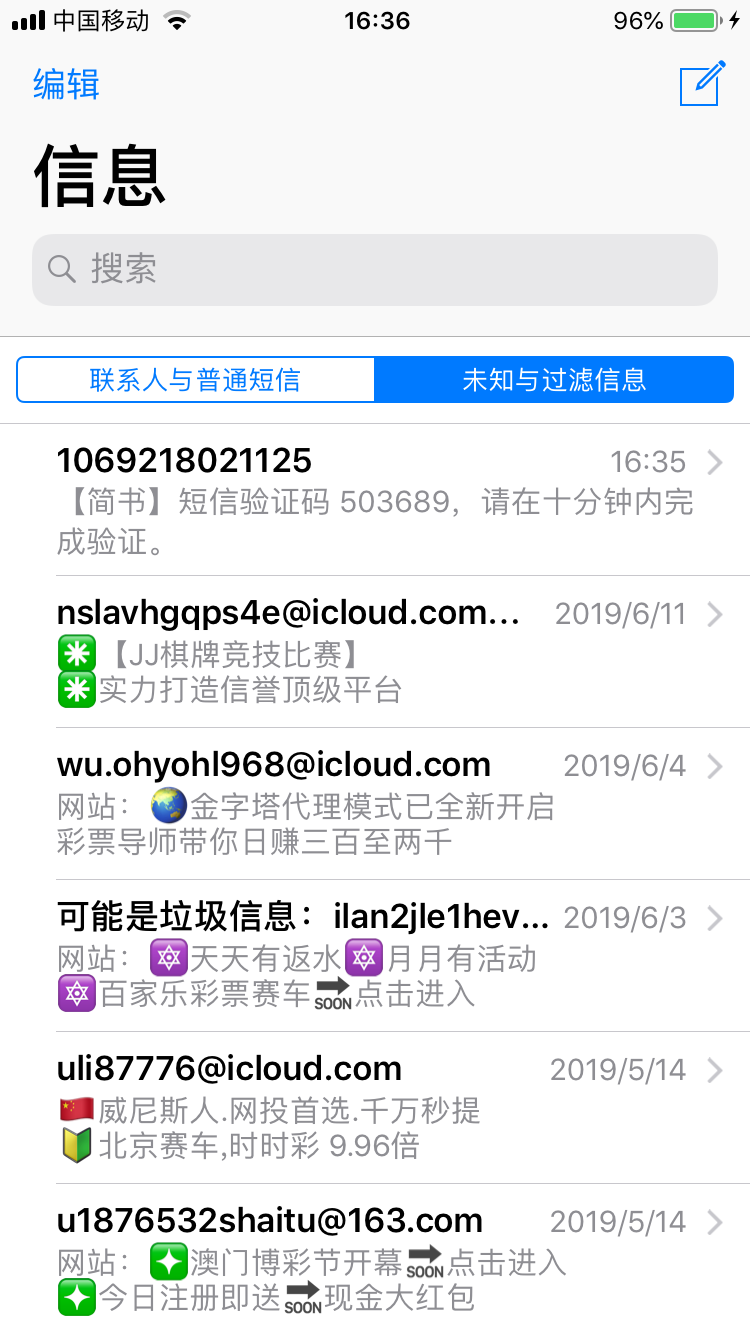 中国移动 16:36 96%
编辑
信息
搜索
联系人与普通短信 未知与过滤信息
1069218021125 16:35
【简书】短信验证码 503689，请在十分钟内完
成验证。
nslavhgqps4e@icloud.com... 2019/6/11
【JJ棋牌竞技比赛】
实力打造信誉顶级平台
wu.ohyohl968@icloud.com 2019/6/4
网站：🌏金字塔代理模式已全新开启
彩票导师带你日赚三百至两千
可能是垃圾信息：ilan2jle1hev... 2019/6/3
网站：🔯天天有返水🔯月月有活动
🔯百家乐彩票赛车🔜点击进入
uli87776@icloud.com 2019/5/14
🇨🇳威尼斯人.网投首选.千万秒提
🔰北京赛车,时时彩 9.96倍
u1876532shaitu@163.com 2019/5/14
网站：❇️澳门博彩节开幕🔜点击进入
❇️今日注册即送🔜现金大红包